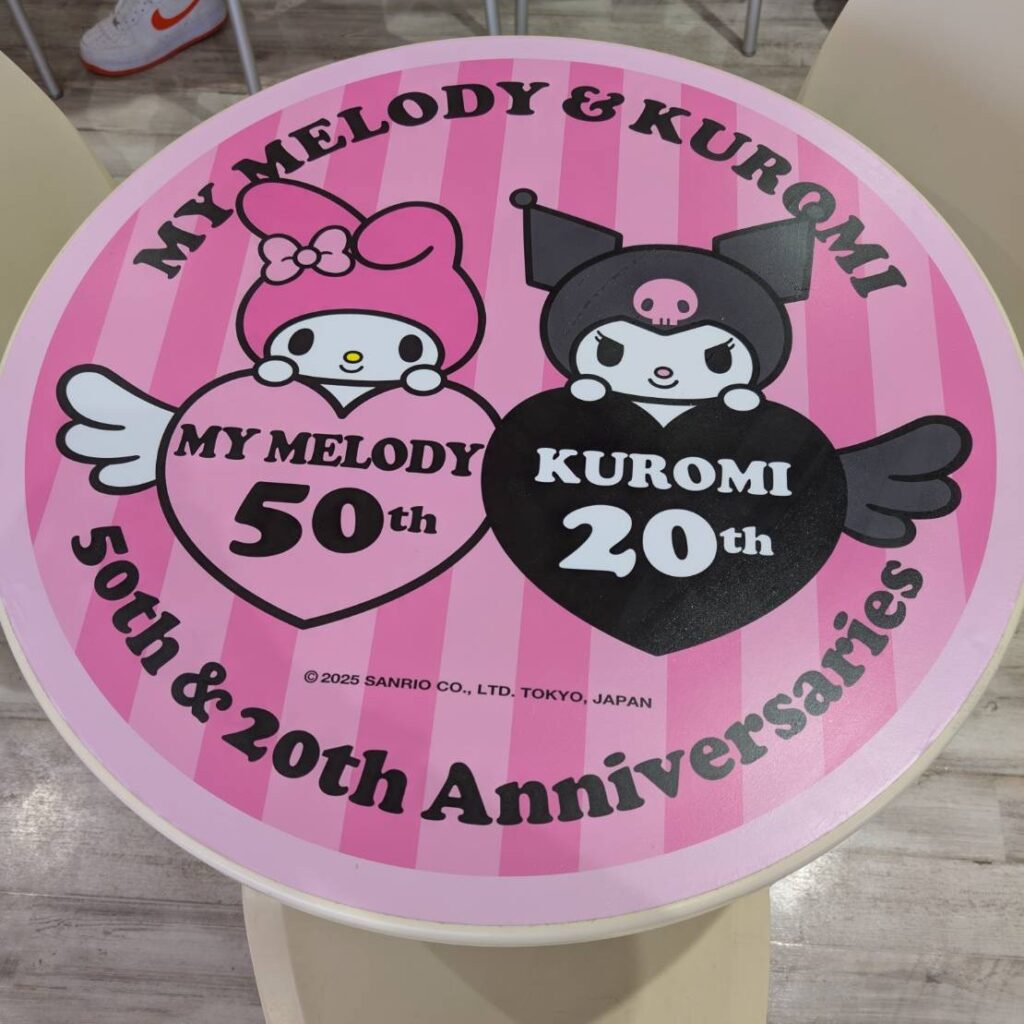 MY MELODY & KUROMI
MY MELODY
50th
KUROMI
20th
© 2025 SANRIO CO., LTD. TOKYO, JAPAN
50th & 20th Anniversaries